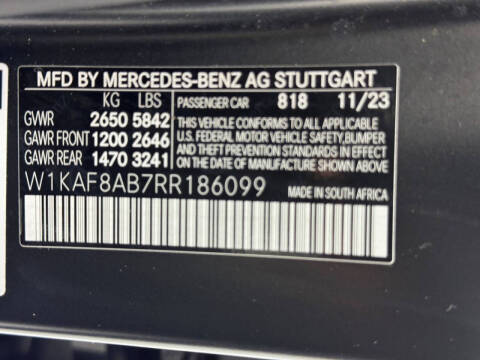 MFD BY MERCEDES-BENZ AG STUTTGART
KG LBS PASSENGER CAR 818 11/23
GVWR 2650 5842 THIS VEHICLE CONFORMS TO ALL APPLICABLE
GAWR FRONT 1200 2646 U.S. FEDERAL MOTOR VEHICLE SAFETY, BUMPER
GAWR REAR 1470 3241 AND THEFT PREVENTION STANDARDS IN EFFECT
ON THE DATE OF MANUFACTURE SHOWN ABOVE.
W1KAF8AB7RR186099 MADE IN SOUTH AFRICA